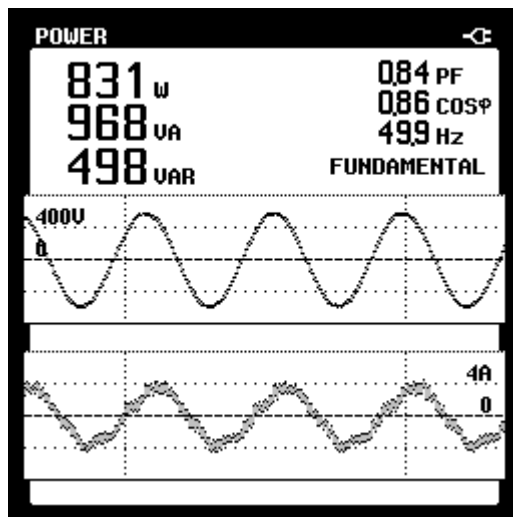 POWER
831 W
968 VA
498 VAR
0.84 PF
0.86 COSφ
49.9 Hz
FUNDAMENTAL
400V
0
4A
0